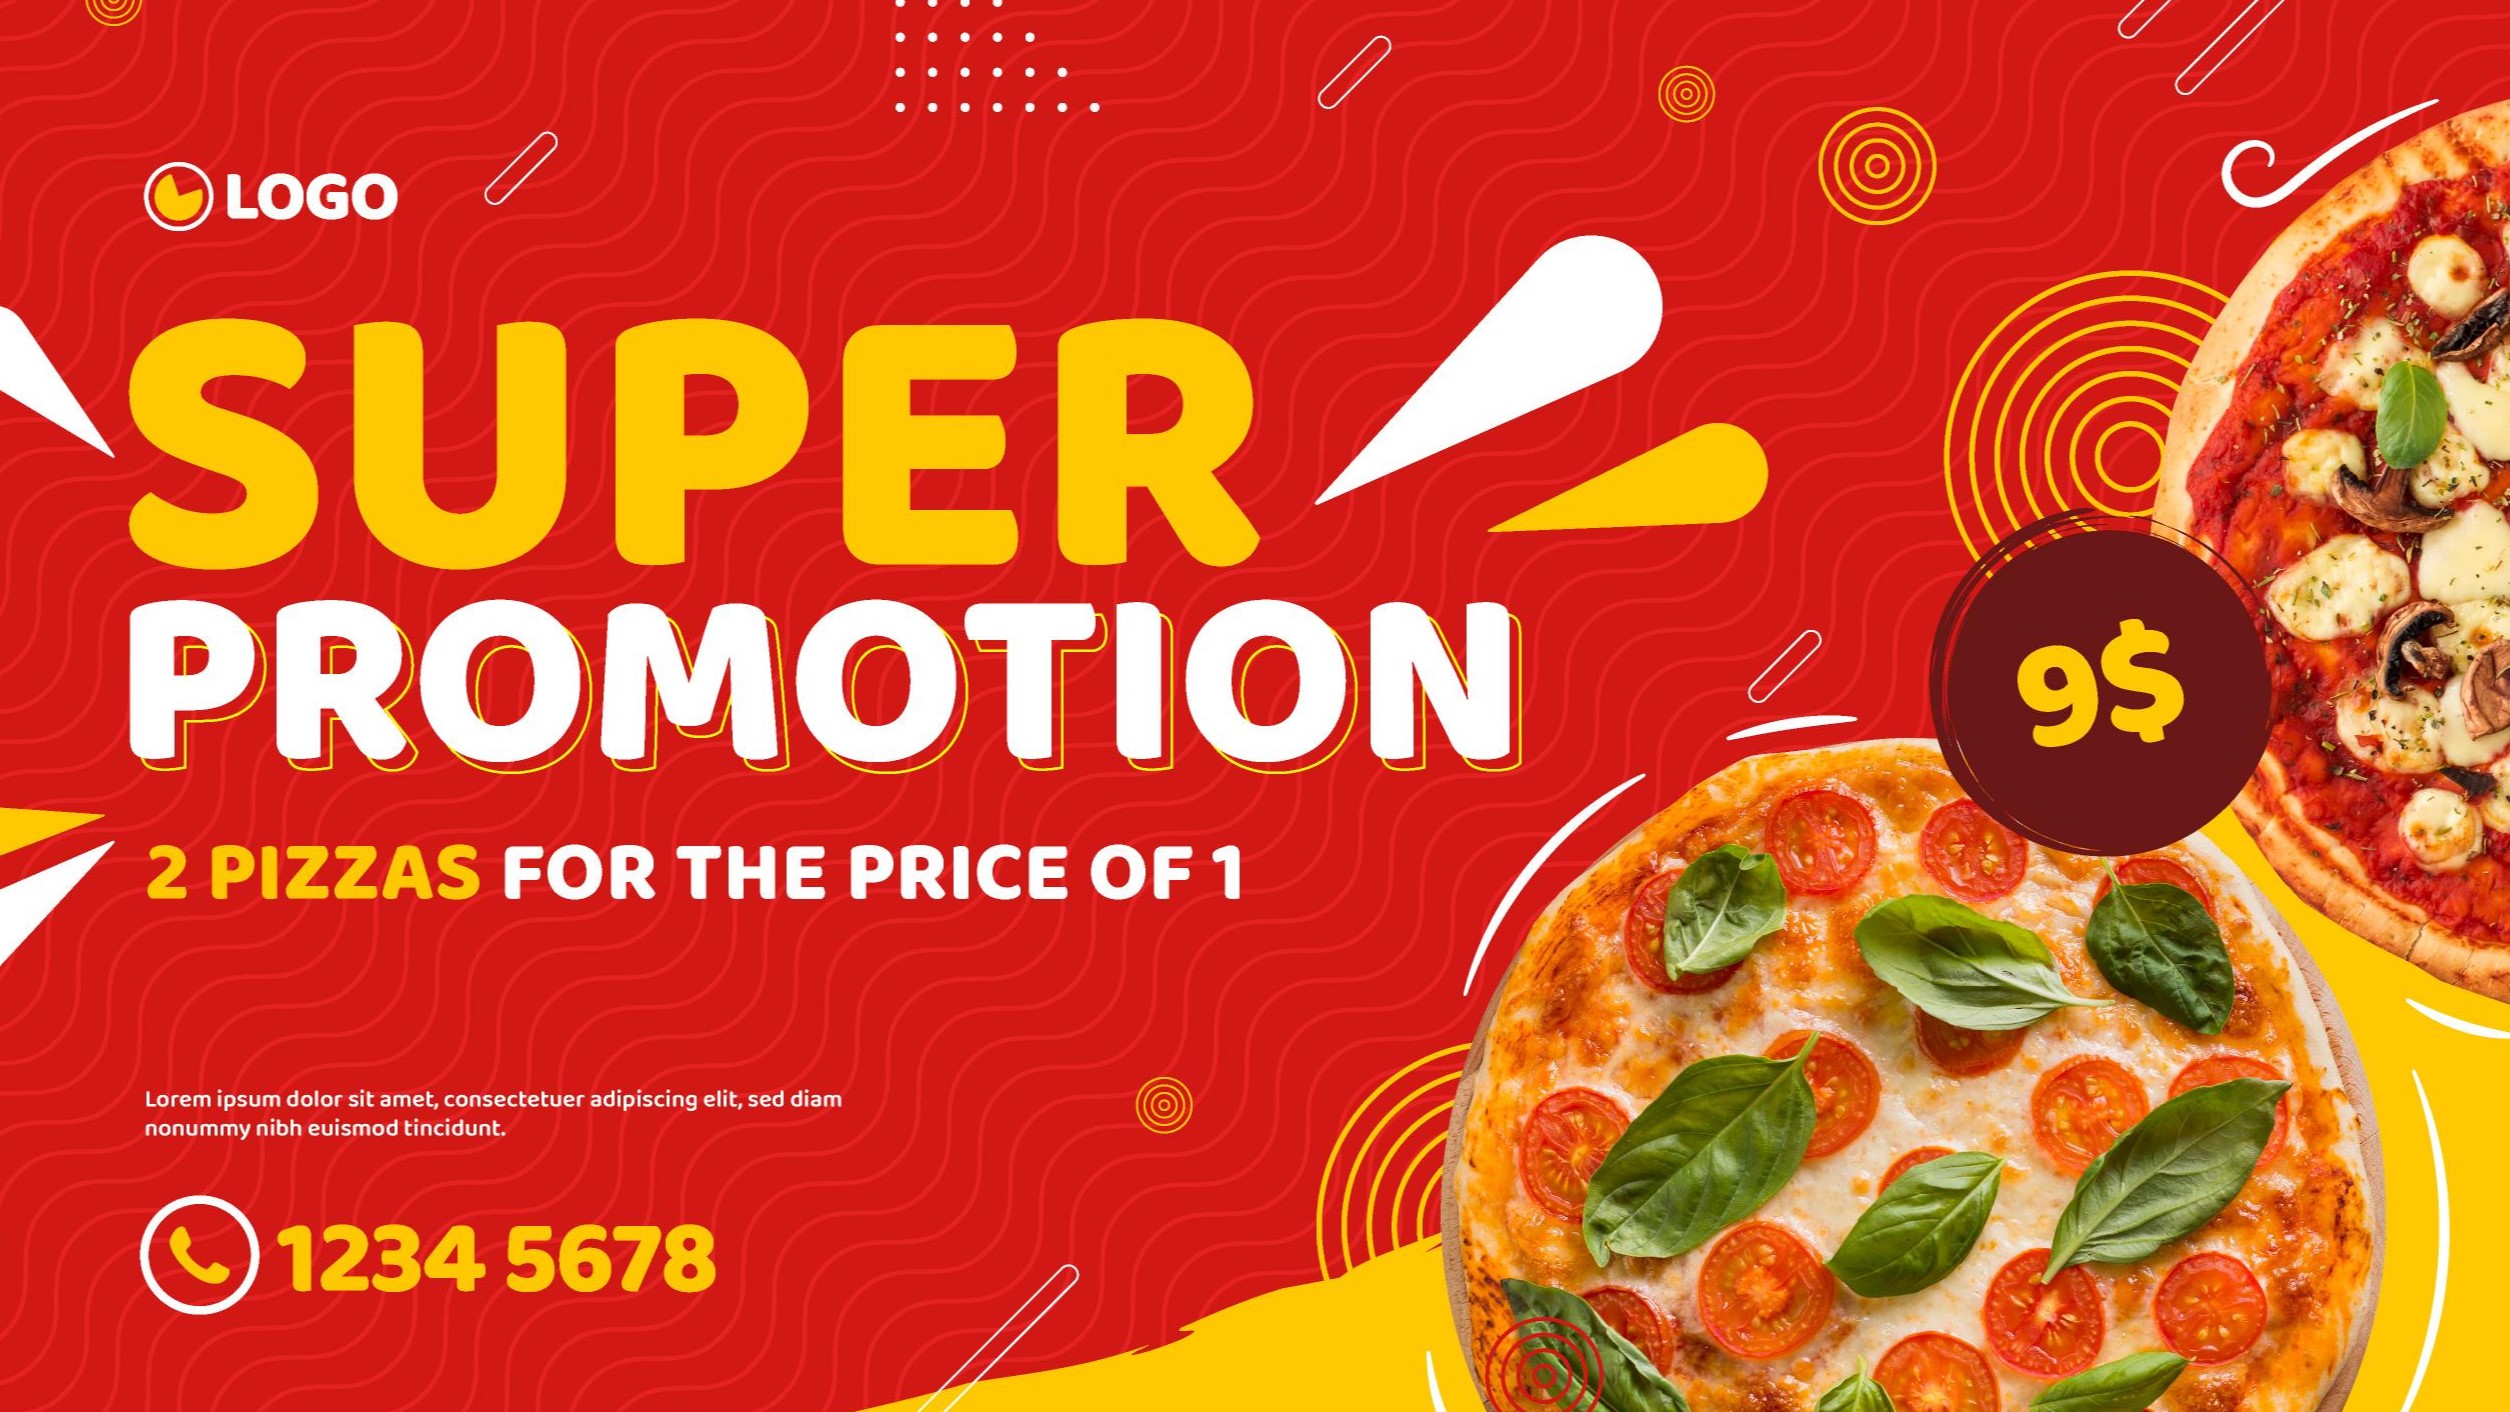 LOGO
SUPER
PROMOTION
2 PIZZAS FOR THE PRICE OF 1
9$
Lorem ipsum dolor sit amet, consectetuer adipiscing elit, sed diam
nonummy nibh euismod tincidunt.
1234 5678